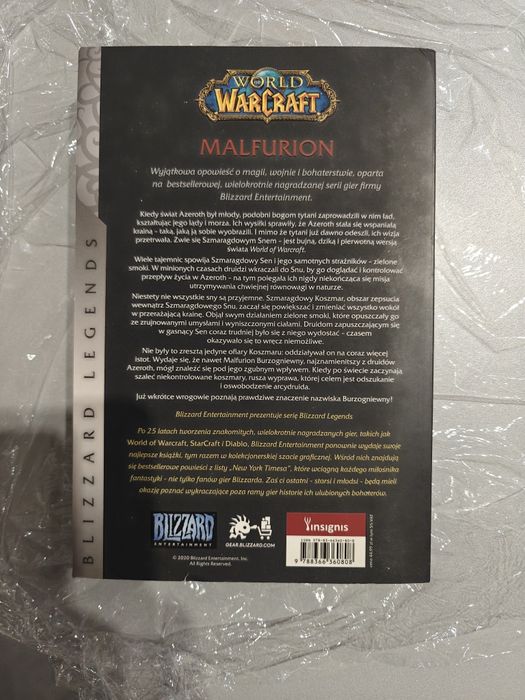 BLIZZARD LEGENDS
WORLD
OF
WARCRAFT
MALFURION
Wyjątkowa opowieść o magii, wojnie i bohaterstwie, oparta
na bestsellerowej, wielokrotnie nagradzanej serii gier firmy
Blizzard Entertainment.
Kiedy świat Azeroth był młody, podobni bogom tytani zaprowadzili w nim ład,
kształtując jego lądy i morza. Ich wysiłki sprawiły, że Azeroth stała się wspaniałą
krainą – taką, jaką ją sobie wyobrazili. I mimo że tytani już dawno odeszli, ich wizja
przetrwała. Zwie się Szmaragdowym Snem – jest bujną, dziką i pierwotną wersją
świata World of Warcraft.
Wiele tajemnic spowija Szmaragdowy Sen i jego samotnych strażników – zielone
smoki. W minionych czasach druidzi wkraczali do Snu, by go doglądać i kontrolować
przepływ życia w Azeroth – na tym polegała ich nigdy niekończąca się misja
utrzymywania chwiejnej równowagi w naturze.
Niestety nie wszystkie sny są przyjemne. Szmaragdowy Koszmar, obszar zepsucia
wewnątrz Szmaragdowego Snu, zaczął się powiększać i zmieniać wszystko wokół
w przerażającą krainę. Objął swym działaniem zielone smoki, które opuszczały go
ze zrujnowanymi umysłami i wyniszczonymi ciałami. Druidom zapuszczającym się
w gasnący Sen coraz trudniej było się z niego wydostać – czasem
okazywało się to wręcz niemożliwe.
Nie były to zresztą jedyne ofiary Koszmaru: oddziaływał on na coraz więcej
istot. Wydaje się, że nawet Malfurion Burzogniewny, najznamienitszy z druidów
Azeroth, mógł znaleźć się pod jego zgubnym wpływem. Kiedy po świecie zaczynają
szaleć niekontrolowane koszmary, rusza wyprawa, której celem jest odszukanie
i oswobodzenie arcydruida.
Już wkrótce wrogowie poznają prawdziwe znaczenie nazwiska Burzogniewny!
Blizzard Entertainment prezentuje serię Blizzard Legends
Po 25 latach tworzenia znakomitych, wielokrotnie nagradzanych gier, takich jak
World of Warcraft, StarCraft i Diablo, Blizzard Entertainment ponownie wydaje swoje
najlepsze książki, tym razem w kolekcjonerskiej szacie graficznej. Wśród nich znajdują
się bestsellerowe powieści z listy „New York Timesa”, które wciągną każdego miłośnika
fantastyki – nie tylko fanów gier Blizzarda. Zaś ci ostatni – starsi i młodsi – będą mieli
okazję poznać wykraczające poza ramy gier historie ich ulubionych bohaterów.
BLIZZARD
ENTERTAINMENT
GEAR.BLIZZARD.COM
© 2020 Blizzard Entertainment, Inc.
All Rights Reserved.
insignis
ISBN 978-83-66360-80-8
9 788366 360808